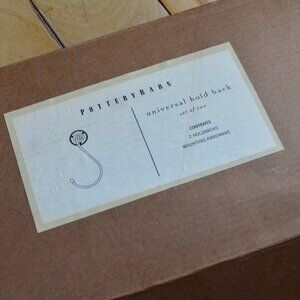 POTTERYBARN
universal hold back
set of two
CONTENTS
2 HOLDBACKS
MOUNTING HARDWARE